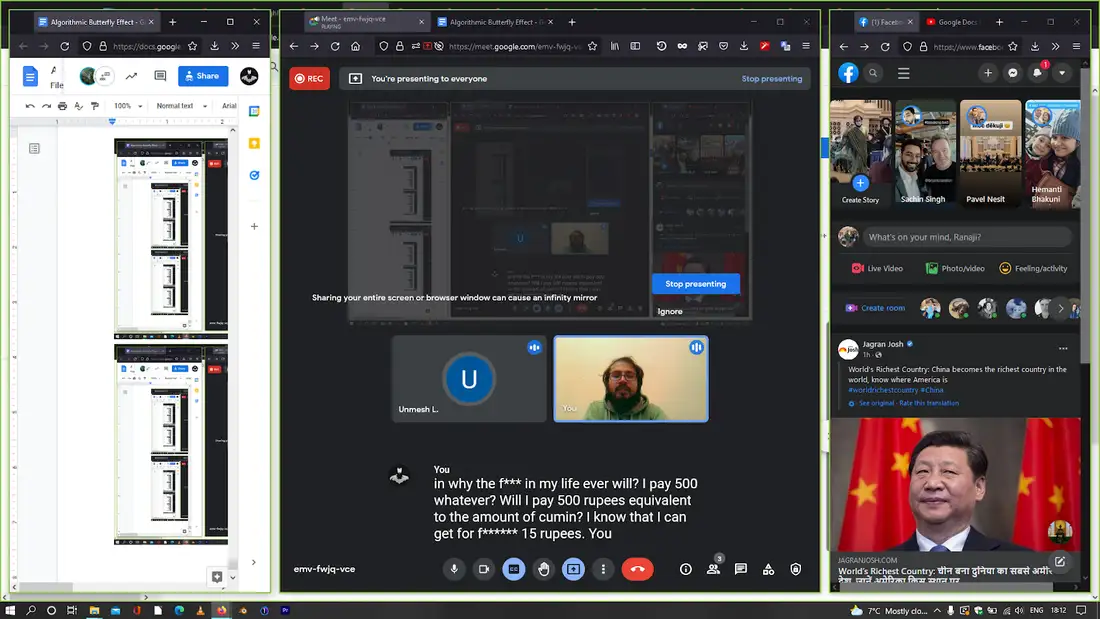 Algorithmic Butterfly Effect - G
https://docs.google
File
Share
100%
Normal text
Arial
Meet - emv-fwjq-vce
PLAYING
Algorithmic Butterfly Effect - G
https://meet.google.com/emv-fwjq-vce
REC
You're presenting to everyone
Stop presenting
Sharing your entire screen or browser window can cause an infinity mirror
Stop presenting
Ignore
U
Unmesh L.
You
You
in why the f*** in my life ever will? I pay 500
whatever? Will I pay 500 rupees equivalent
to the amount of cumin? I know that I can
get for f****** 15 rupees. You
emv-fwjq-vce
3
(1) Faceb
Google Docs
https://www.facebo
1
Create Story
Sachin Singh
Pavel Nesit
Hemanti
Bhakuni
moc děkuji
What's on your mind, Ranaji?
Live Video
Photo/video
Feeling/activity
Create room
Jagran Josh
1h
World's Richest Country: China becomes the richest country in the
world, know where America is
#worldrichestcountry #China
See original · Rate this translation
JAGRANJOSH.COM
World's Richest Country: चीन बना दुनिया का सबसे अमीर
7°C Mostly clo...
ENG
18:12